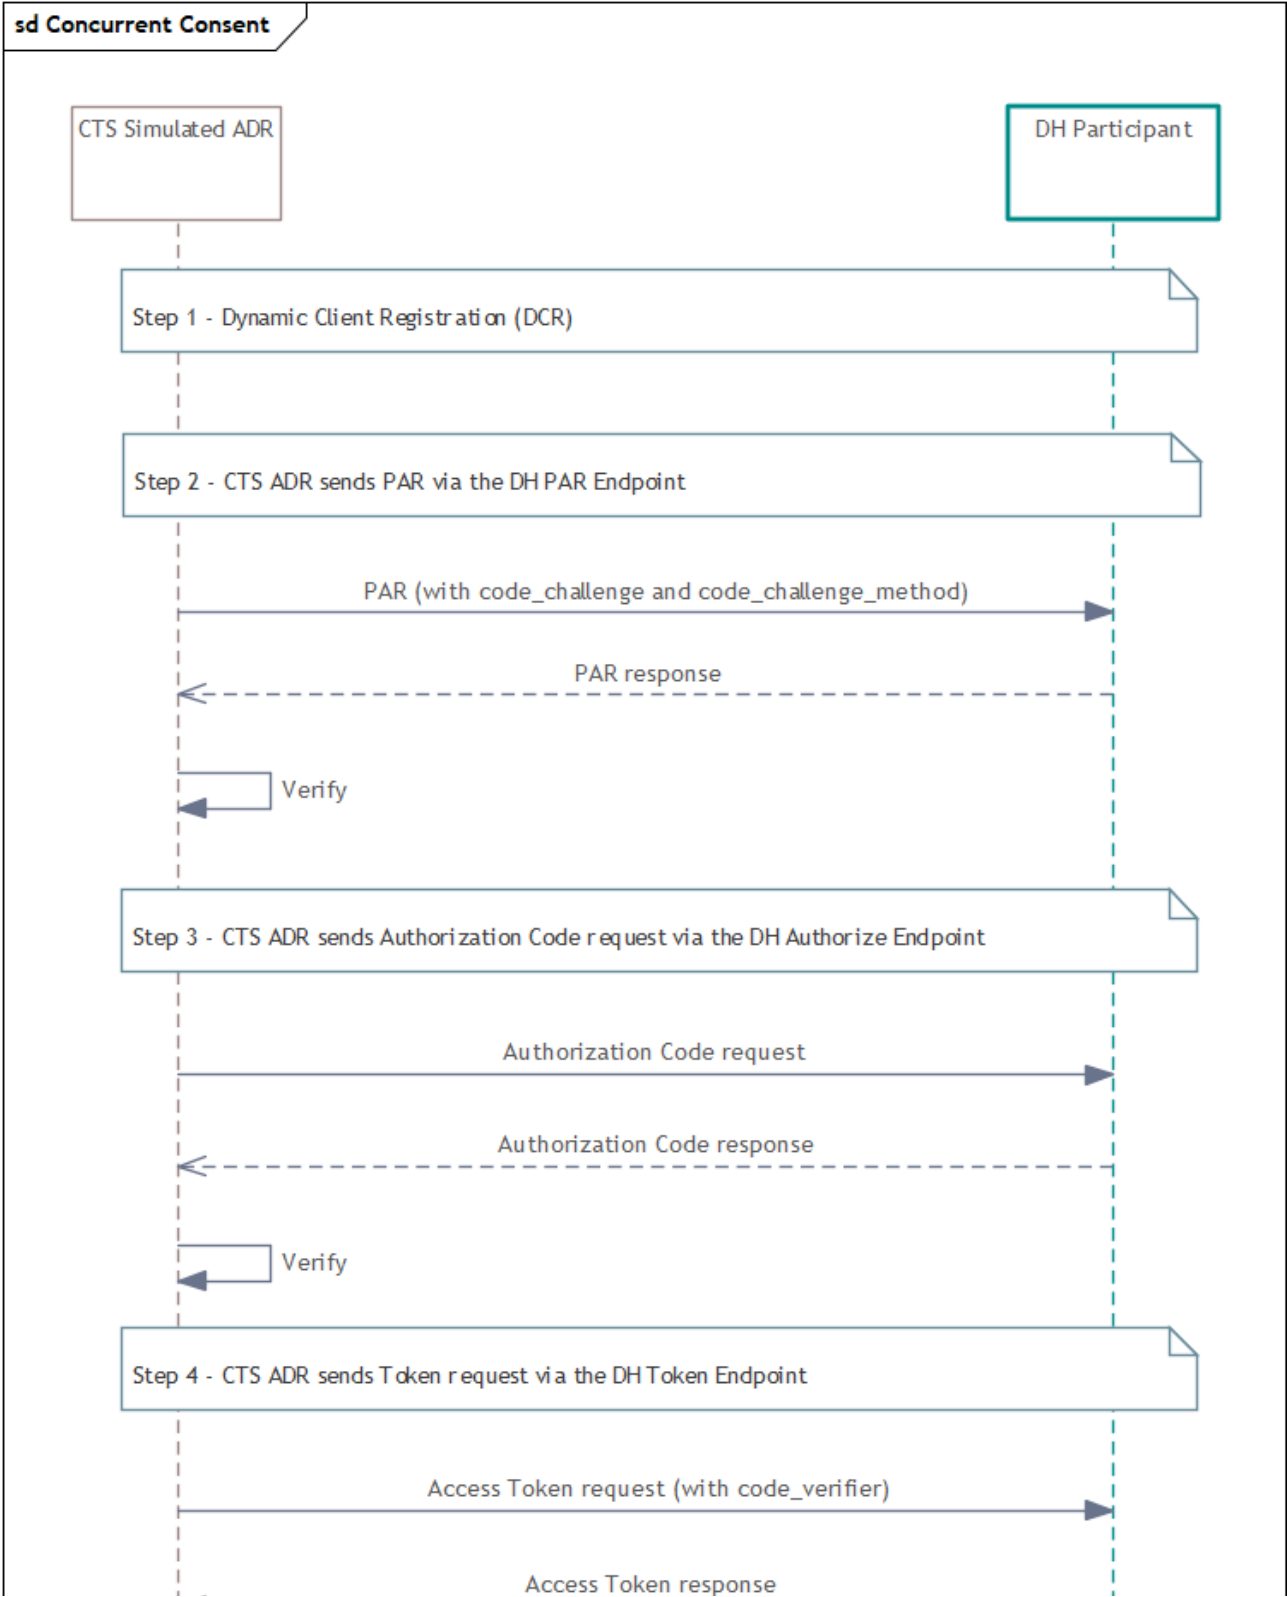 sd Concurrent Consent
CTS Simulated ADR
DH Participant
Step 1 - Dynamic Client Registration (DCR)
Step 2 - CTS ADR sends PAR via the DH PAR Endpoint
PAR (with code_challenge and code_challenge_method)
PAR response
Verify
Step 3 - CTS ADR sends Authorization Code request via the DH Authorize Endpoint
Authorization Code request
Authorization Code response
Verify
Step 4 - CTS ADR sends Token request via the DH Token Endpoint
Access Token request (with code_verifier)
Access Token response